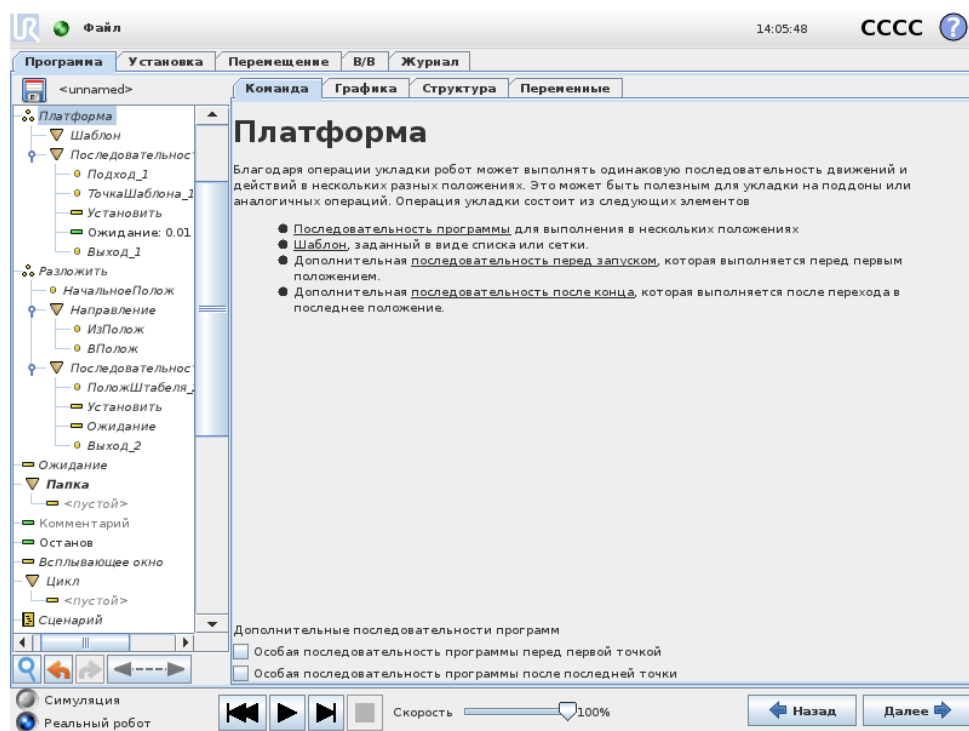 Файл
14:05:48
CCCC
?
Программа Установка Перемещение В/В Журнал
<unnamed>
Команда Графика Структура Переменные
Платформа
Шаблон
Последовательнос
Подход_1
ТочкаШаблона_1
Установить
Ожидание: 0.01
Выход_1
Разложить
НачальноеПолож
Направление
ИзПолож
ВПолож
Последовательнос
ПоложШтабеля_2
Установить
Ожидание
Выход_2
Ожидание
Папка
<пустой>
Комментарий
Останов
Всплывающее окно
Цикл
<пустой>
Сценарий
Платформа
Благодаря операции укладки робот может выполнять одинаковую последовательность движений и
действий в нескольких разных положениях. Это может быть полезным для укладки на поддоны или
аналогичных операций. Операция укладки состоит из следующих элементов
Последовательность программы для выполнения в нескольких положениях
Шаблон, заданный в виде списка или сетки.
Дополнительная последовательность перед запуском, которая выполняется перед первым
положением.
Дополнительная последовательность после конца, которая выполняется после перехода в
последнее положение.
Дополнительные последовательности программ
Особая последовательность программы перед первой точкой
Особая последовательность программы после последней точки
Симуляция
Реальный робот
Скорость 100%
Назад Далее